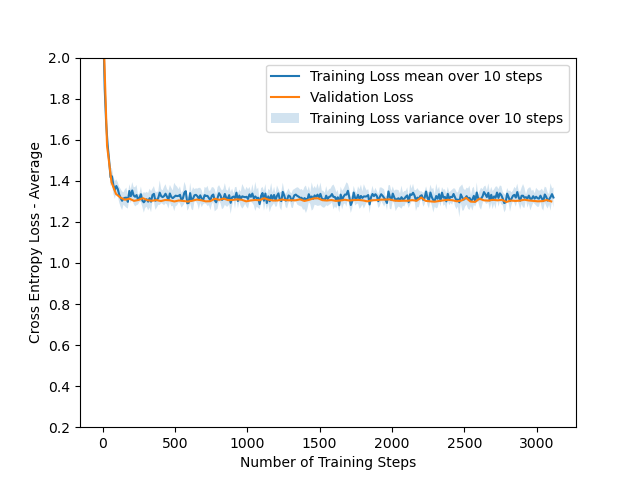 2.0
1.8
1.6
1.4
1.2
1.0
0.8
0.6
0.4
0.2
Cross Entropy Loss - Average
Training Loss mean over 10 steps
Validation Loss
Training Loss variance over 10 steps
0 500 1000 1500 2000 2500 3000
Number of Training Steps